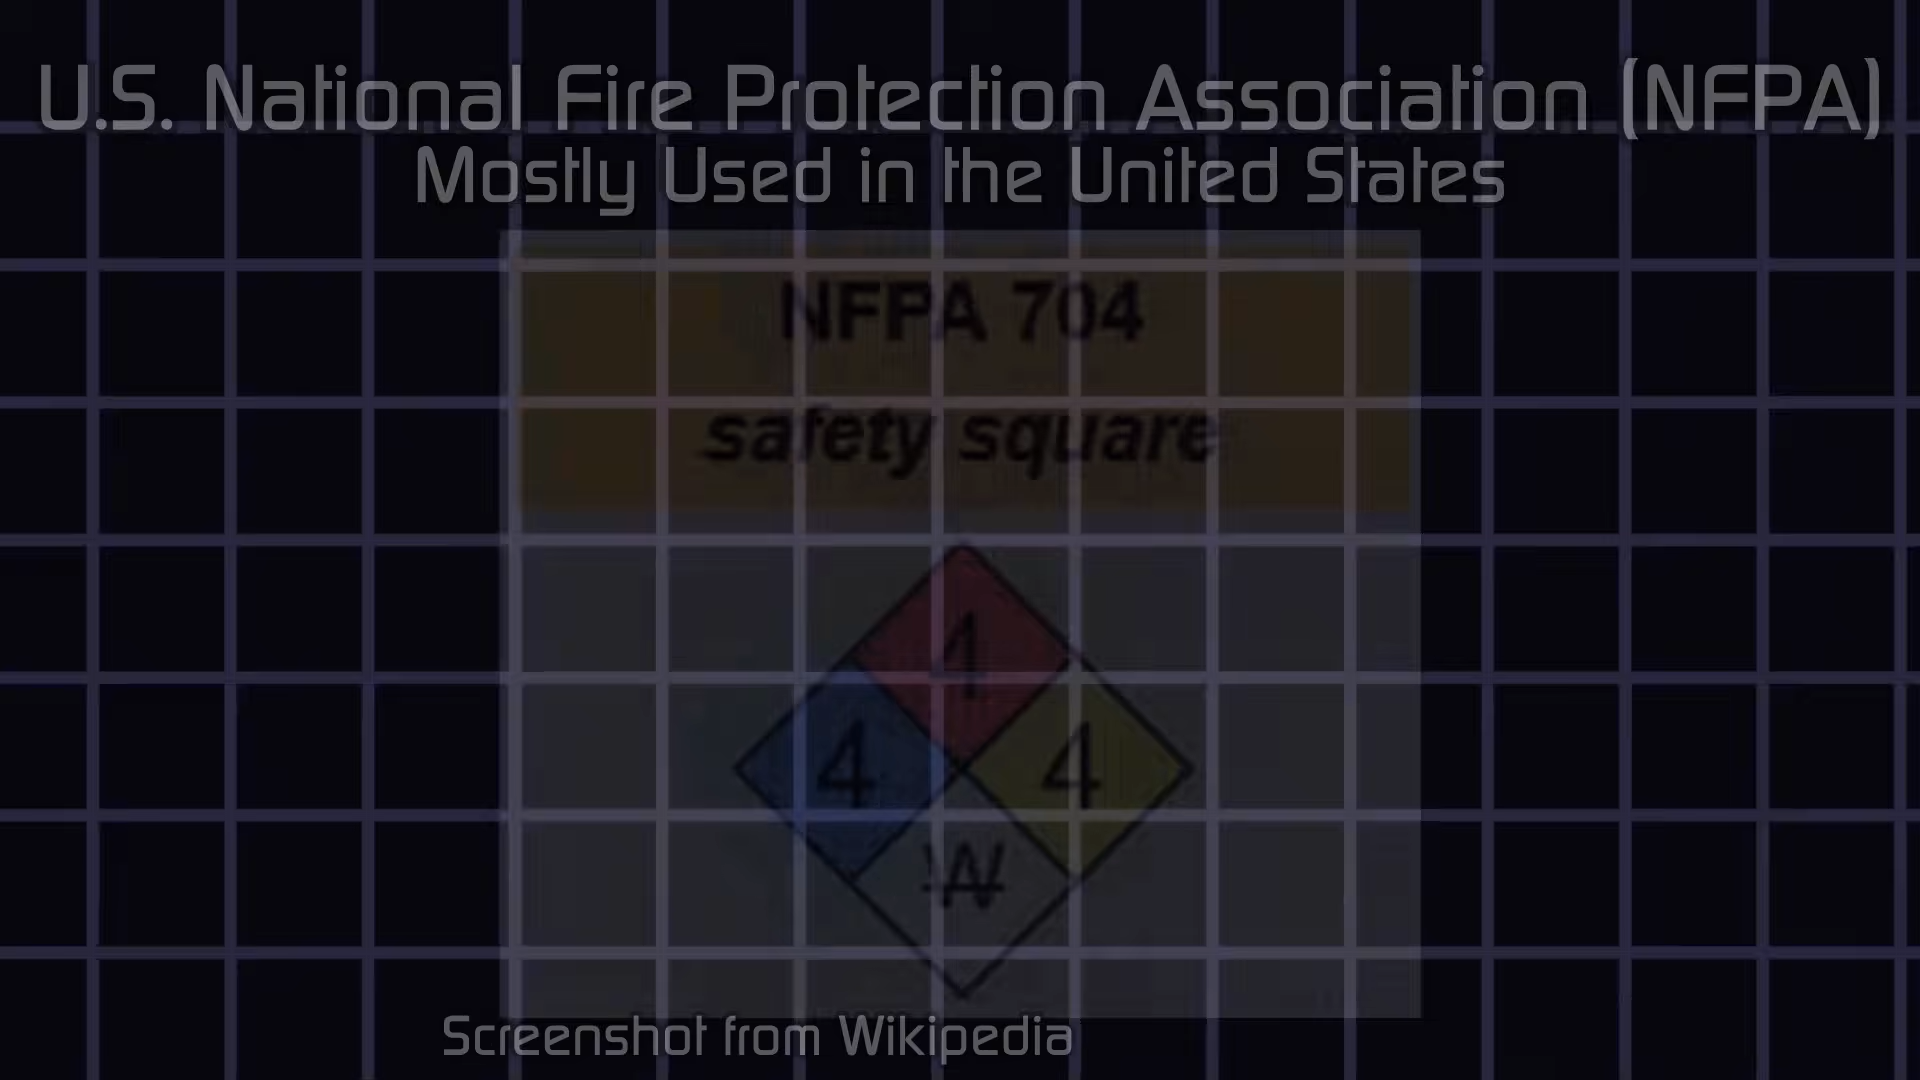 U.S. National Fire Protection Association (NFPA)
Mostly Used in the United States
NFPA 704
safety square
4
4 4
W
Screenshot from Wikipedia